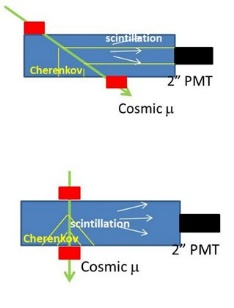 scintillation
Cherenkov
2” PMT
Cosmic μ
scintillation
Cherenkov
2” PMT
Cosmic μ